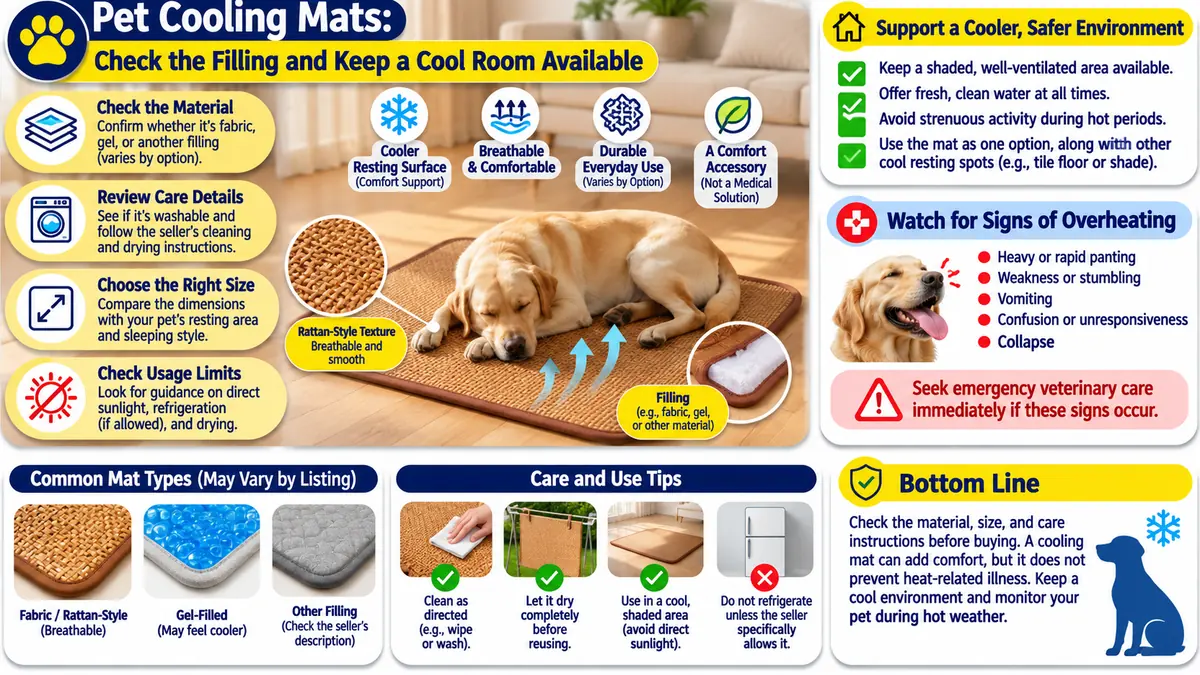 Pet Cooling Mats:
Check the Filling and Keep a Cool Room Available
Check the Material
Confirm whether it's fabric,
gel, or another filling
(varies by option).
Review Care Details
See if it's washable and
follow the seller's cleaning
and drying instructions.
Choose the Right Size
Compare the dimensions
with your pet's resting area
and sleeping style.
Check Usage Limits
Look for guidance on direct
sunlight, refrigeration
(if allowed), and drying.
Cooler
Resting Surface
(Comfort Support)
Breathable
& Comfortable
Durable
Everyday Use
(Varies by Option)
A Comfort
Accessory
(Not a Medical
Solution)
Rattan-Style Texture
Breathable and
smooth
Filling
(e.g., fabric, gel,
or other material)
Support a Cooler, Safer Environment
Keep a shaded, well-ventilated area available.
Offer fresh, clean water at all times.
Avoid strenuous activity during hot periods.
Use the mat as one option, along with other
cool resting spots (e.g., tile floor or shade).
Watch for Signs of Overheating
Heavy or rapid panting
Weakness or stumbling
Vomiting
Confusion or unresponsiveness
Collapse
Seek emergency veterinary care
immediately if these signs occur.
Common Mat Types (May Vary by Listing)
Fabric / Rattan-Style
(Breathable)
Gel-Filled
(May feel cooler)
Other Filling
(Check the seller's
description)
Care and Use Tips
Clean as
directed
(e.g., wipe
or wash).
Let it dry
completely
before
reusing.
Use in a cool,
shaded area
(avoid direct
sunlight).
Do not refrigerate
unless the seller
specifically
allows it.
Bottom Line
Check the material, size, and care
instructions before buying. A cooling
mat can add comfort, but it does not
prevent heat-related illness. Keep a
cool environment and monitor your
pet during hot weather.